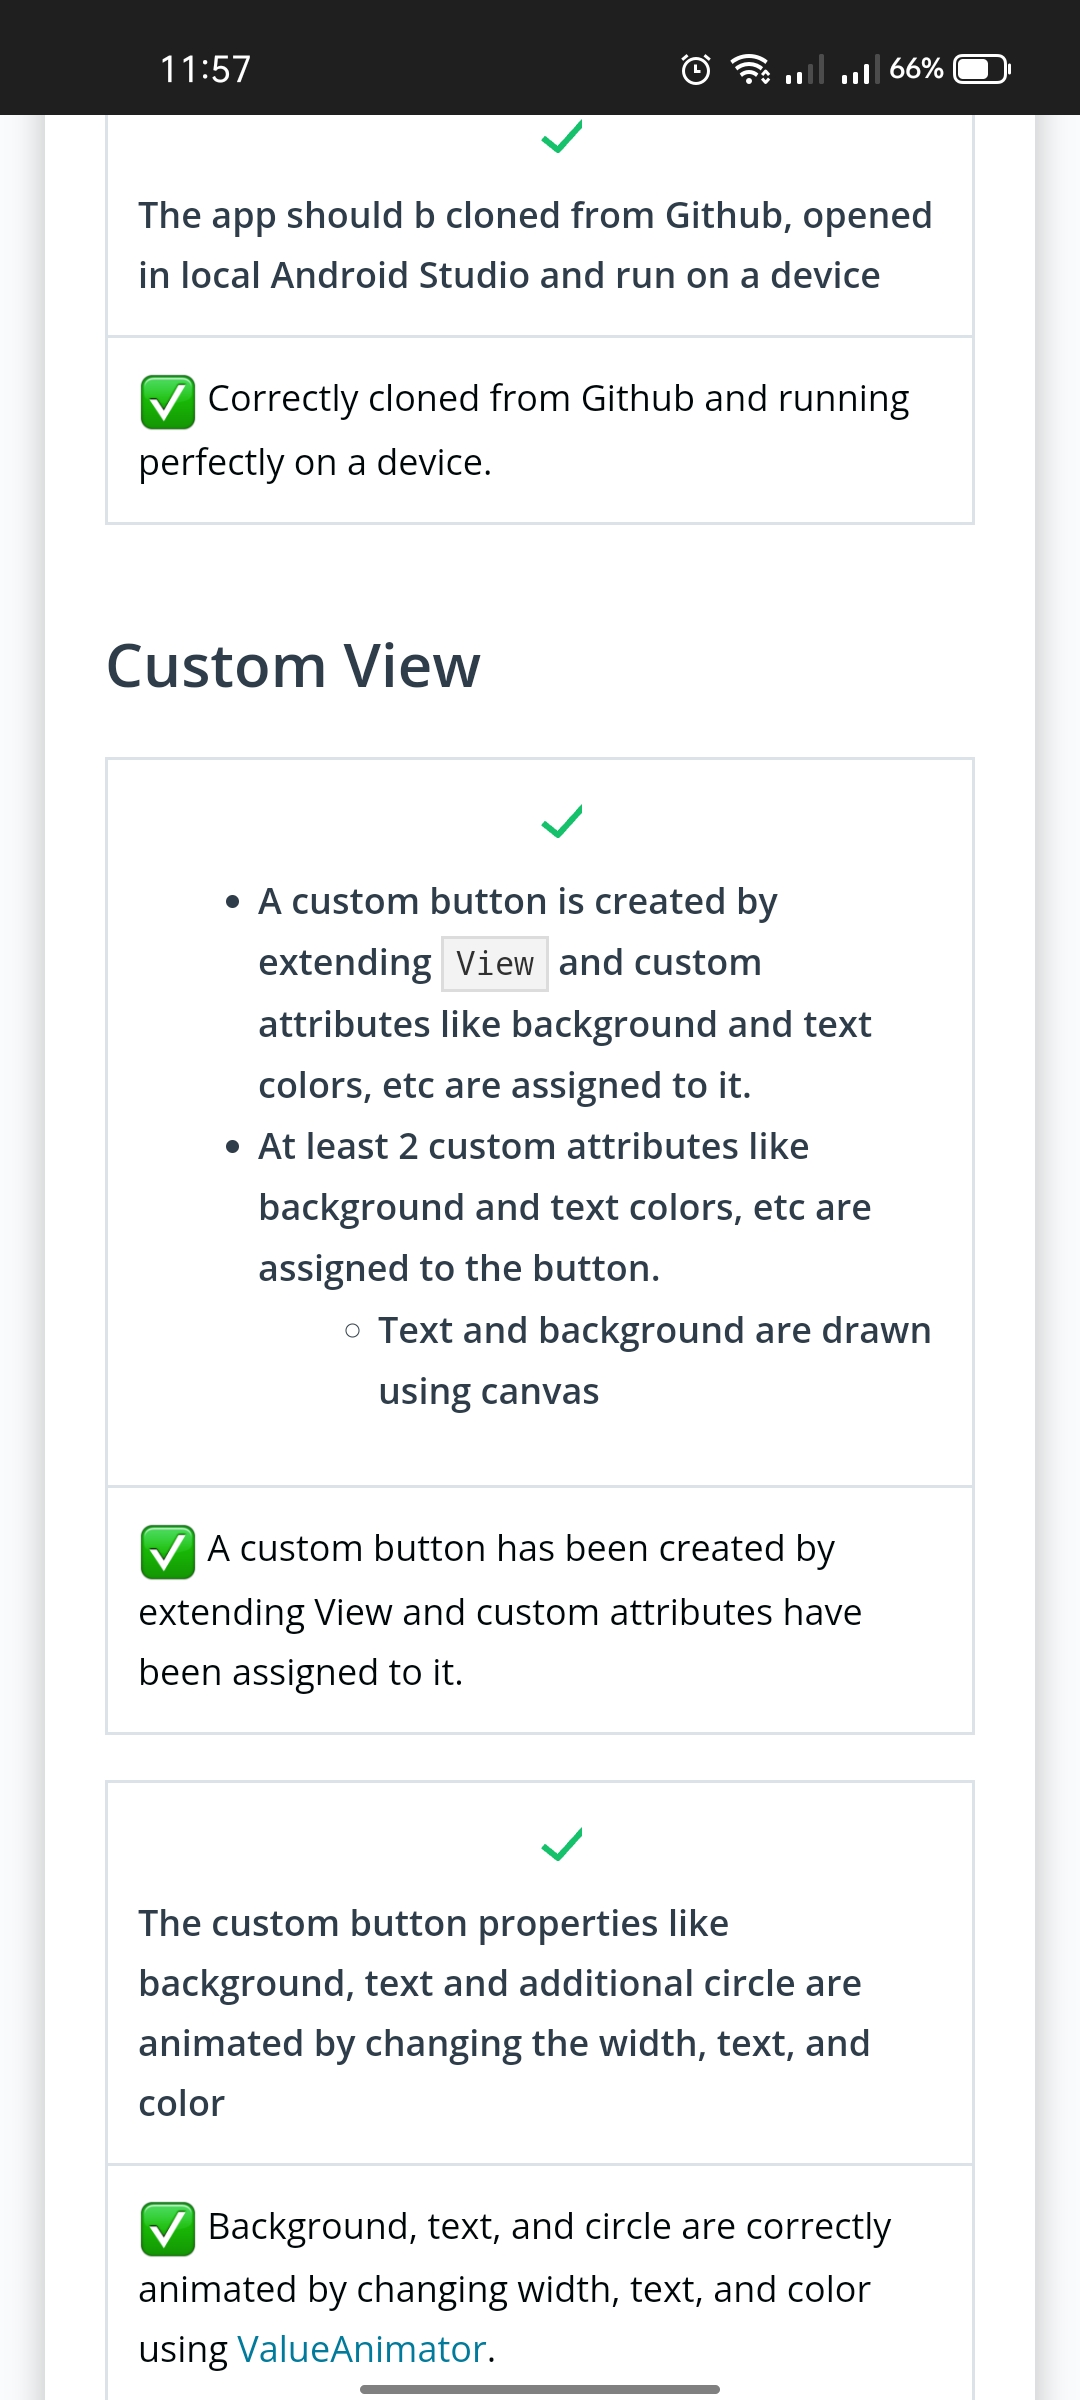 11:57
66%
The app should b cloned from Github, opened
in local Android Studio and run on a device
✅ Correctly cloned from Github and running
perfectly on a device.
Custom View
• A custom button is created by
extending View and custom
attributes like background and text
colors, etc are assigned to it.
• At least 2 custom attributes like
background and text colors, etc are
assigned to the button.
○ Text and background are drawn
using canvas
✅ A custom button has been created by
extending View and custom attributes have
been assigned to it.
The custom button properties like
background, text and additional circle are
animated by changing the width, text, and
color
✅ Background, text, and circle are correctly
animated by changing width, text, and color
using ValueAnimator.